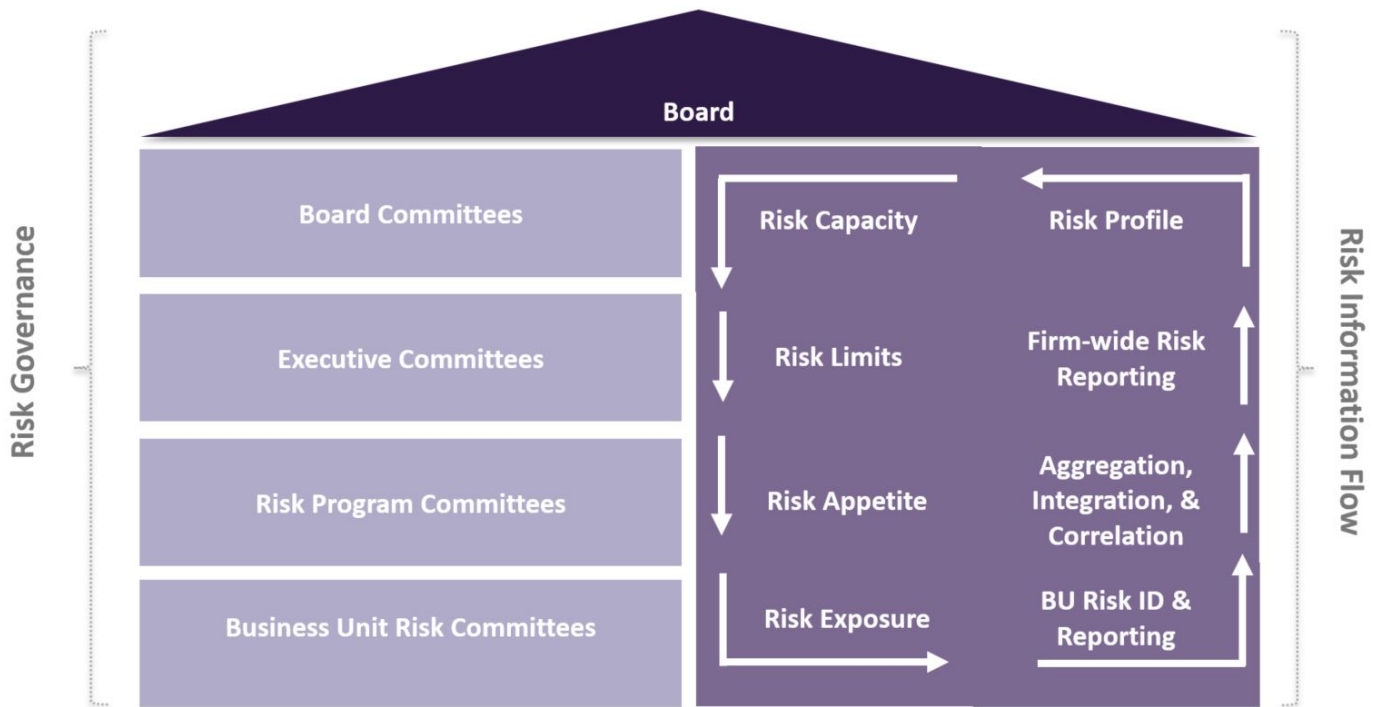 Board
Risk Governance
Board Committees
Executive Committees
Risk Program Committees
Business Unit Risk Committees
Risk Capacity
Risk Limits
Risk Appetite
Risk Exposure
Risk Profile
Firm-wide Risk
Reporting
Aggregation,
Integration, &
Correlation
BU Risk ID &
Reporting
Risk Information Flow